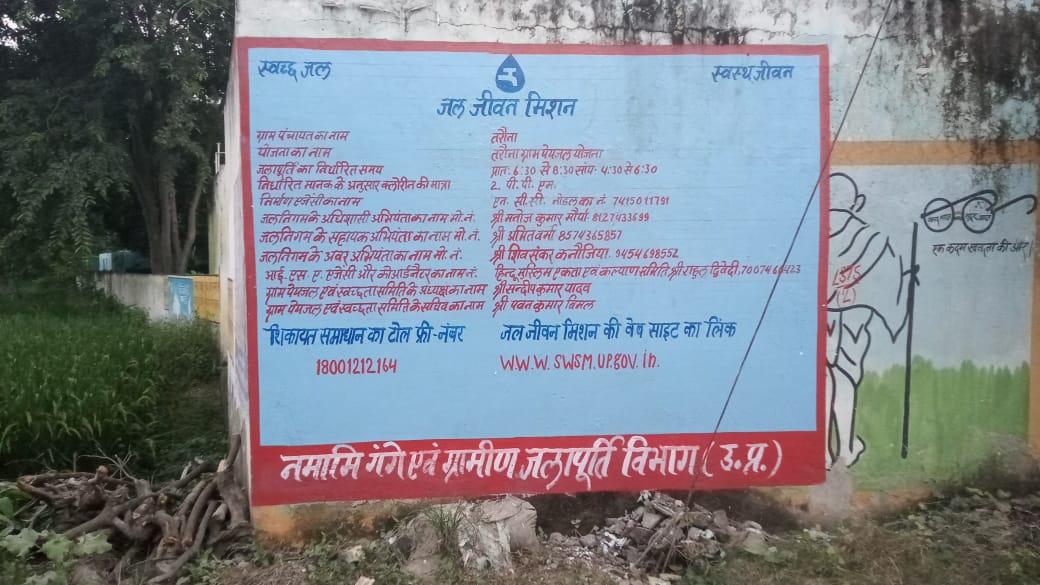 स्वच्छ जल स्वस्थ जीवन
जल जीवन मिशन
ग्राम पंचायत का नाम तरौना
योजना का नाम तरौना ग्राम पेयजल योजना
जलापूर्ति का निर्धारित समय प्रातः 6:30 से 8:30 सांय- 4:30 से 6:30
निर्धारित मानक के अनुसार क्लोरीन की मात्रा 2. पी. पी. एम.
निर्माण एजेंसी का नाम एन. सी. सी. नोडल का नं. 7415011791
जलनिगम के अधिशासी अभियंता का नाम मो. नं. श्री मनोज कुमार मौर्या 8127433699
जलनिगम के सहायक अभियंता का नाम मो. नं. श्री अमित वर्मा 8574365857
जलनिगम के अवर अभियंता का नाम मो. नं. श्री शिवसंकर कनौजिया. 9454698552
आई. एस. ए. एजेंसी और कोआर्डिनेटर का नाम नं. हिन्दू मुस्लिम एकता एवं कल्याण समिति, श्री राहुल द्विवेदी,
ग्राम पेयजल एवं स्वच्छता समिति के अध्यक्ष का नाम श्री सन्दीप कुमार यादव
ग्राम पेयजल एवं स्वच्छता समिति के सचिव का नाम श्री पवन कुमार विमल
शिकायत समाधान का टोल फ्री-नंबर जल जीवन मिशन की वेब साइट का लिंक
18001212164 W.W.W. SWSM.UP.GOV.in.
नमामि गंगे एवं ग्रामीण जलापूर्ति विभाग (उ.प्र.)
एक कदम स्वच्छता की ओर